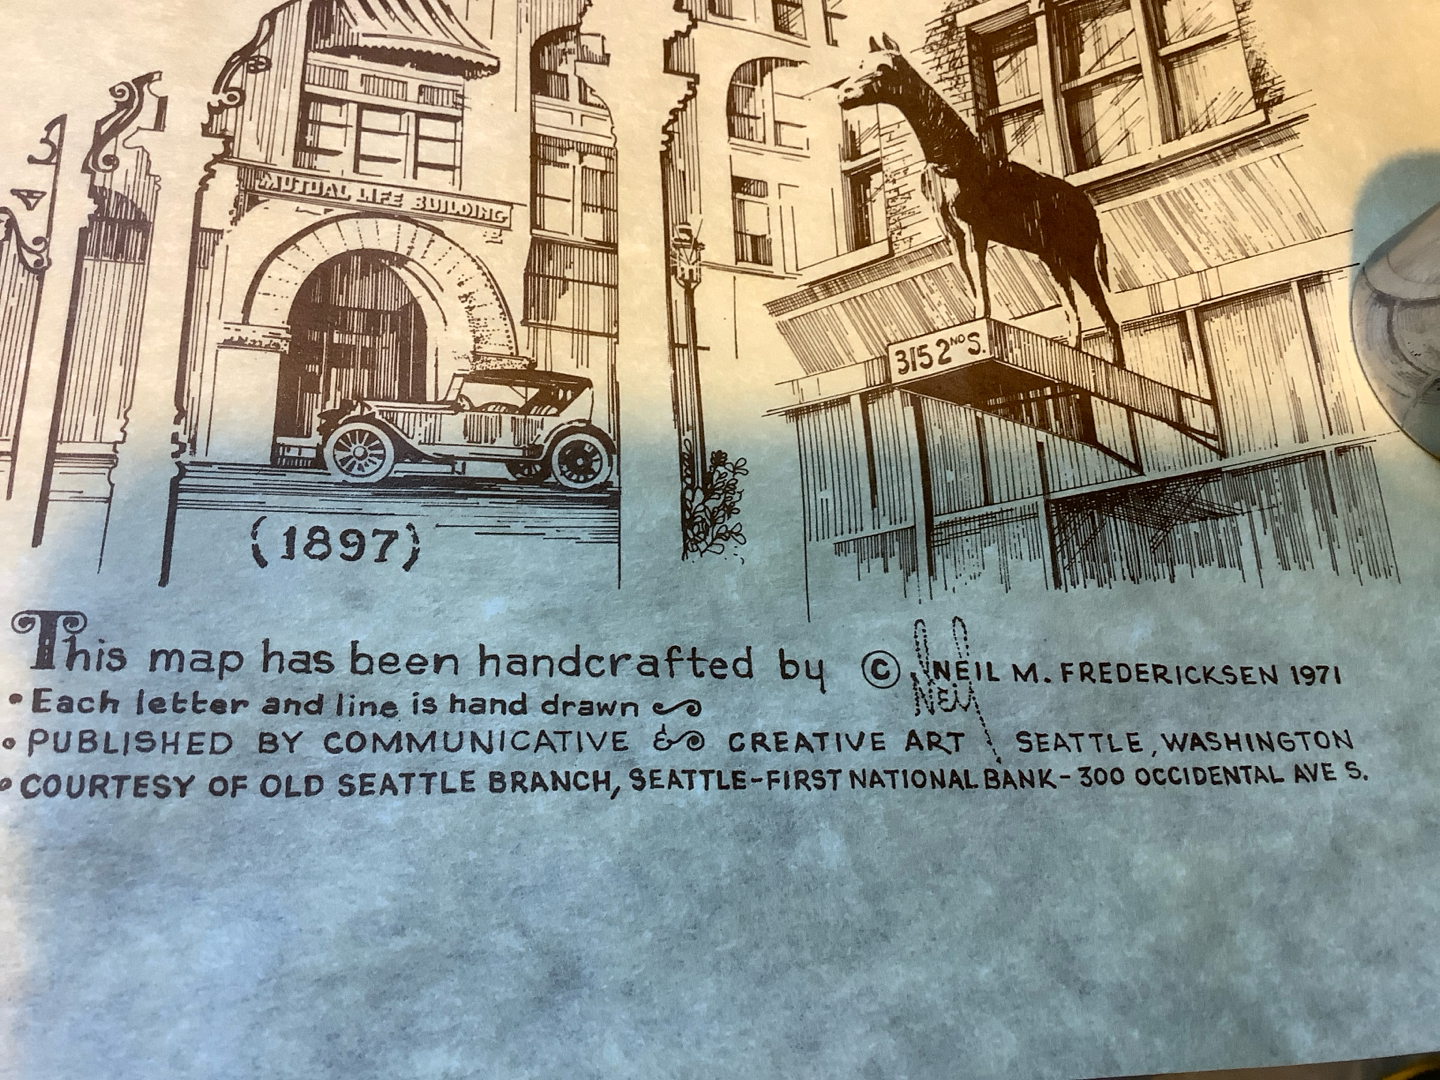 MUTUAL LIFE BUILDING
315 2ND S.
(1897)
This map has been handcrafted by © NEIL M. FREDERICKSEN 1971
Neil
• Each letter and line is hand drawn
• PUBLISHED BY COMMUNICATIVE & CREATIVE ART SEATTLE, WASHINGTON
• COURTESY OF OLD SEATTLE BRANCH, SEATTLE-FIRST NATIONAL BANK - 300 OCCIDENTAL AVE S.